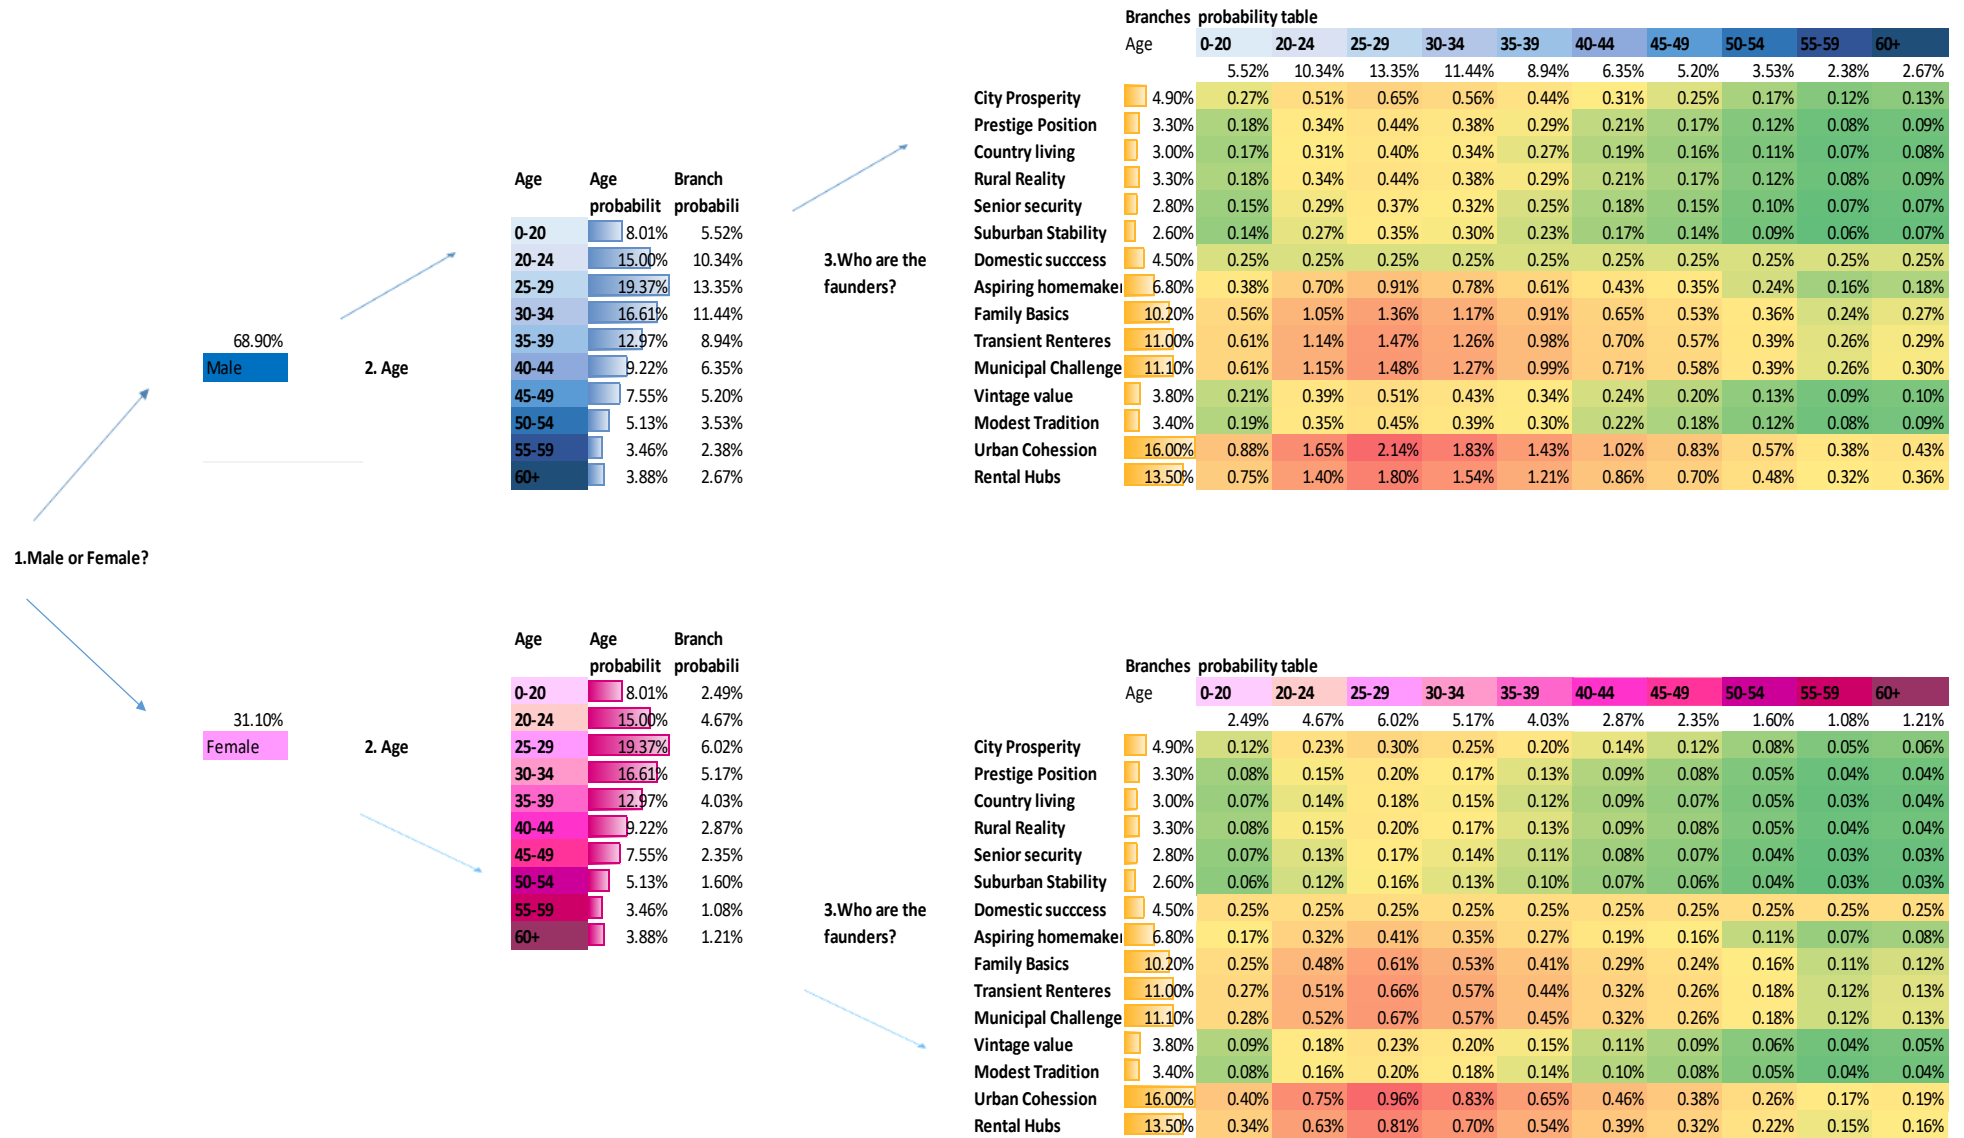 Branches probability table
Age 0-20 20-24 25-29 30-34 35-39 40-44 45-49 50-54 55-59 60+
5.52% 10.34% 13.35% 11.44% 8.94% 6.35% 5.20% 3.53% 2.38% 2.67%
City Prosperity 4.90% 0.27% 0.51% 0.65% 0.56% 0.44% 0.31% 0.25% 0.17% 0.12% 0.13%
Prestige Position 3.30% 0.18% 0.34% 0.44% 0.38% 0.29% 0.21% 0.17% 0.12% 0.08% 0.09%
Country living 3.00% 0.17% 0.31% 0.40% 0.34% 0.27% 0.19% 0.16% 0.11% 0.07% 0.08%
Rural Reality 3.30% 0.18% 0.34% 0.44% 0.38% 0.29% 0.21% 0.17% 0.12% 0.08% 0.09%
Senior security 2.80% 0.15% 0.29% 0.37% 0.32% 0.25% 0.18% 0.15% 0.10% 0.07% 0.07%
Suburban Stability 2.60% 0.14% 0.27% 0.35% 0.30% 0.23% 0.17% 0.14% 0.09% 0.06% 0.07%
Domestic succcess 4.50% 0.25% 0.25% 0.25% 0.25% 0.25% 0.25% 0.25% 0.25% 0.25% 0.25%
Aspiring homemaker 6.80% 0.38% 0.70% 0.91% 0.78% 0.61% 0.43% 0.35% 0.24% 0.16% 0.18%
Family Basics 10.20% 0.56% 1.05% 1.36% 1.17% 0.91% 0.65% 0.53% 0.36% 0.24% 0.27%
Transient Renteres 11.00% 0.61% 1.14% 1.47% 1.26% 0.98% 0.70% 0.57% 0.39% 0.26% 0.29%
Municipal Challenge 11.10% 0.61% 1.15% 1.48% 1.27% 0.99% 0.71% 0.58% 0.39% 0.26% 0.30%
Vintage value 3.80% 0.21% 0.39% 0.51% 0.43% 0.34% 0.24% 0.20% 0.13% 0.09% 0.10%
Modest Tradition 3.40% 0.19% 0.35% 0.45% 0.39% 0.30% 0.22% 0.18% 0.12% 0.08% 0.09%
Urban Cohession 16.00% 0.88% 1.65% 2.14% 1.83% 1.43% 1.02% 0.83% 0.57% 0.38% 0.43%
Rental Hubs 13.50% 0.75% 1.40% 1.80% 1.54% 1.21% 0.86% 0.70% 0.48% 0.32% 0.36%
Age Age Branch
probabilit probabili
0-20 8.01% 5.52%
20-24 15.00% 10.34%
25-29 19.37% 13.35%
30-34 16.61% 11.44%
35-39 12.97% 8.94%
40-44 9.22% 6.35%
45-49 7.55% 5.20%
50-54 5.13% 3.53%
55-59 3.46% 2.38%
60+ 3.88% 2.67%
3.Who are the
faunders?
68.90%
Male
2. Age
1.Male or Female?
31.10%
Female
2. Age
Age Age Branch
probabilit probabili
0-20 8.01% 2.49%
20-24 15.00% 4.67%
25-29 19.37% 6.02%
30-34 16.61% 5.17%
35-39 12.97% 4.03%
40-44 9.22% 2.87%
45-49 7.55% 2.35%
50-54 5.13% 1.60%
55-59 3.46% 1.08%
60+ 3.88% 1.21%
3.Who are the
faunders?
Branches probability table
Age 0-20 20-24 25-29 30-34 35-39 40-44 45-49 50-54 55-59 60+
2.49% 4.67% 6.02% 5.17% 4.03% 2.87% 2.35% 1.60% 1.08% 1.21%
City Prosperity 4.90% 0.12% 0.23% 0.30% 0.25% 0.20% 0.14% 0.12% 0.08% 0.05% 0.06%
Prestige Position 3.30% 0.08% 0.15% 0.20% 0.17% 0.13% 0.09% 0.08% 0.05% 0.04% 0.04%
Country living 3.00% 0.07% 0.14% 0.18% 0.15% 0.12% 0.09% 0.07% 0.05% 0.03% 0.04%
Rural Reality 3.30% 0.08% 0.15% 0.20% 0.17% 0.13% 0.09% 0.08% 0.05% 0.04% 0.04%
Senior security 2.80% 0.07% 0.13% 0.17% 0.14% 0.11% 0.08% 0.07% 0.04% 0.03% 0.03%
Suburban Stability 2.60% 0.06% 0.12% 0.16% 0.13% 0.10% 0.07% 0.06% 0.04% 0.03% 0.03%
Domestic succcess 4.50% 0.25% 0.25% 0.25% 0.25% 0.25% 0.25% 0.25% 0.25% 0.25% 0.25%
Aspiring homemaker 6.80% 0.17% 0.32% 0.41% 0.35% 0.27% 0.19% 0.16% 0.11% 0.07% 0.08%
Family Basics 10.20% 0.25% 0.48% 0.61% 0.53% 0.41% 0.29% 0.24% 0.16% 0.11% 0.12%
Transient Renteres 11.00% 0.27% 0.51% 0.66% 0.57% 0.44% 0.32% 0.26% 0.18% 0.12% 0.13%
Municipal Challenge 11.10% 0.28% 0.52% 0.67% 0.57% 0.45% 0.32% 0.26% 0.18% 0.12% 0.13%
Vintage value 3.80% 0.09% 0.18% 0.23% 0.20% 0.15% 0.11% 0.09% 0.06% 0.04% 0.05%
Modest Tradition 3.40% 0.08% 0.16% 0.20% 0.18% 0.14% 0.10% 0.08% 0.05% 0.04% 0.04%
Urban Cohession 16.00% 0.40% 0.75% 0.96% 0.83% 0.65% 0.46% 0.38% 0.26% 0.17% 0.19%
Rental Hubs 13.50% 0.34% 0.63% 0.81% 0.70% 0.54% 0.39% 0.32% 0.22% 0.15% 0.16%